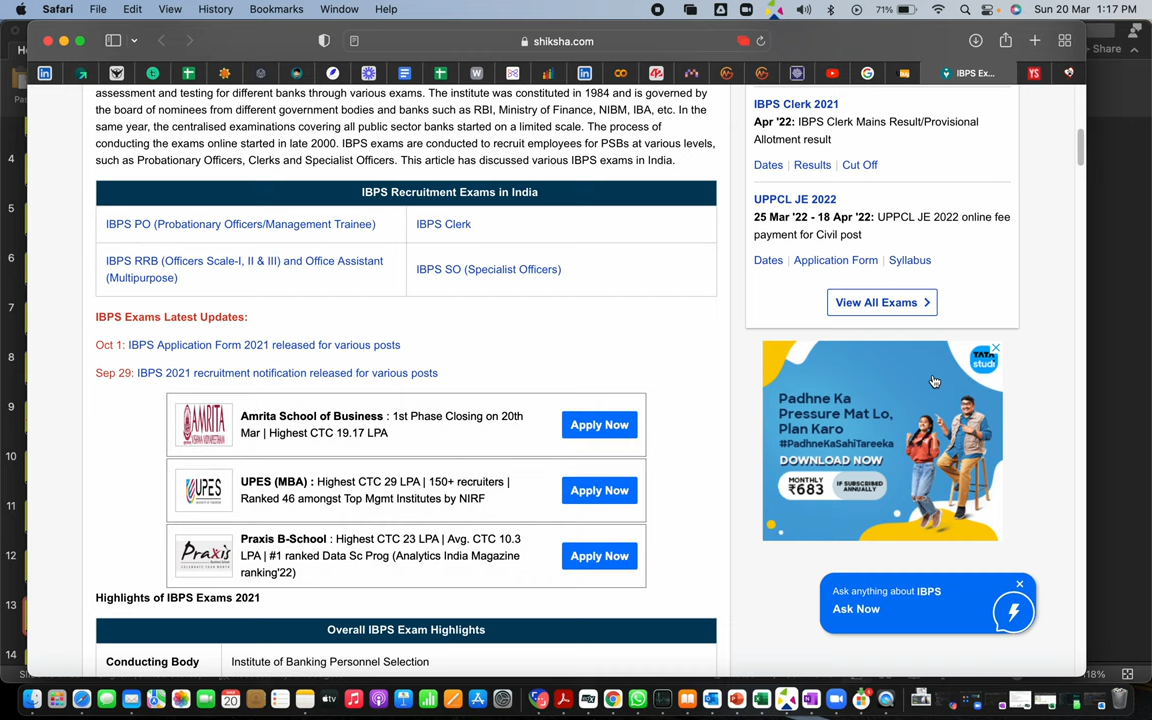 Safari File Edit View History Bookmarks Window Help
71%
Sun 20 Mar 1:17 PM
shiksha.com
Share
IBPS Ex...
assessment and testing for different banks through various exams. The institute was constituted in 1984 and is governed by
the board of nominees from different government bodies and banks such as RBI, Ministry of Finance, NIBM, IBA, etc. In the
same year, the centralised examinations covering all public sector banks started on a limited scale. The process of
conducting the exams online started in late 2000. IBPS exams are conducted to recruit employees for PSBs at various levels,
such as Probationary Officers, Clerks and Specialist Officers. This article has discussed various IBPS exams in India.
IBPS Recruitment Exams in India
IBPS PO (Probationary Officers/Management Trainee)
IBPS Clerk
IBPS RRB (Officers Scale-I, II & III) and Office Assistant
(Multipurpose)
IBPS SO (Specialist Officers)
IBPS Exams Latest Updates:
Oct 1: IBPS Application Form 2021 released for various posts
Sep 29: IBPS 2021 recruitment notification released for various posts
AMRITA
Amrita School of Business : 1st Phase Closing on 20th
Mar | Highest CTC 19.17 LPA
Apply Now
UPES
UPES (MBA) : Highest CTC 29 LPA | 150+ recruiters |
Ranked 46 amongst Top Mgmt Institutes by NIRF
Apply Now
Praxis
Praxis B-School : Highest CTC 23 LPA | Avg. CTC 10.3
LPA | #1 ranked Data Sc Prog (Analytics India Magazine
ranking'22)
Apply Now
Highlights of IBPS Exams 2021
Overall IBPS Exam Highlights
Conducting Body
Institute of Banking Personnel Selection
IBPS Clerk 2021
Apr '22: IBPS Clerk Mains Result/Provisional
Allotment result
Dates | Results | Cut Off
UPPCL JE 2022
25 Mar '22 - 18 Apr '22: UPPCL JE 2022 online fee
payment for Civil post
Dates | Application Form | Syllabus
View All Exams
TATA
studi
Padhne Ka
Pressure Mat Lo,
Plan Karo
#PadhneKaSahiTareeka
DOWNLOAD NOW
MONTHLY
₹683
IF SUBSCRIBED
ANNUALLY
Ask anything about IBPS
Ask Now
4
5
6
7
8
9
10
11
12
13
14
18%